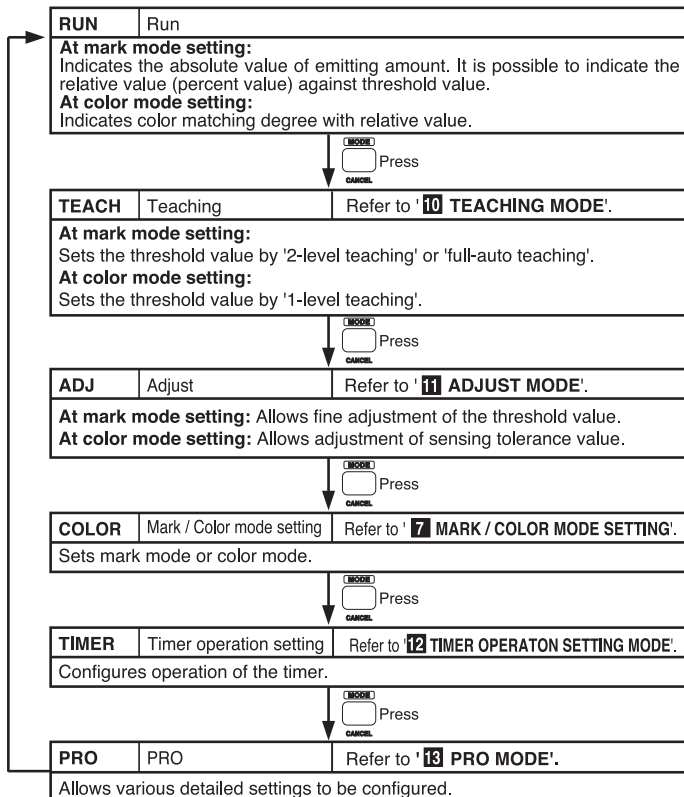 RUN Run
At mark mode setting:
Indicates the absolute value of emitting amount. It is possible to indicate the
relative value (percent value) against threshold value.
At color mode setting:
Indicates color matching degree with relative value.
MODE
Press
CANCEL
TEACH Teaching Refer to '10 TEACHING MODE'.
At mark mode setting:
Sets the threshold value by '2-level teaching' or 'full-auto teaching'.
At color mode setting:
Sets the threshold value by '1-level teaching'.
MODE
Press
CANCEL
ADJ Adjust Refer to '11 ADJUST MODE'.
At mark mode setting: Allows fine adjustment of the threshold value.
At color mode setting: Allows adjustment of sensing tolerance value.
MODE
Press
CANCEL
COLOR Mark / Color mode setting Refer to '7 MARK / COLOR MODE SETTING'.
Sets mark mode or color mode.
MODE
Press
CANCEL
TIMER Timer operation setting Refer to '12 TIMER OPERATON SETTING MODE'.
Configures operation of the timer.
MODE
Press
CANCEL
PRO PRO Refer to '13 PRO MODE'.
Allows various detailed settings to be configured.